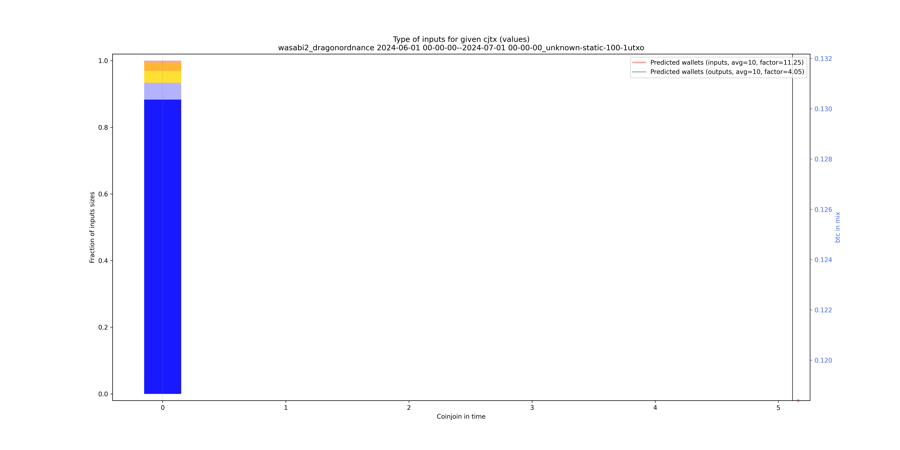 Type of inputs for given cjtx (values)
wasabi2_dragonordnance 2024-06-01 00-00-00--2024-07-01 00-00-00_unknown-static-100-1utxo
Predicted wallets (inputs, avg=10, factor=11.25)
Predicted wallets (outputs, avg=10, factor=4.05)
1.0
0.8
0.6
0.4
0.2
0.0
Fraction of inputs sizes
0.132
0.130
0.128
0.126
0.124
0.122
0.120
btc in mix
0 1 2 3 4 5
Coinjoin in time